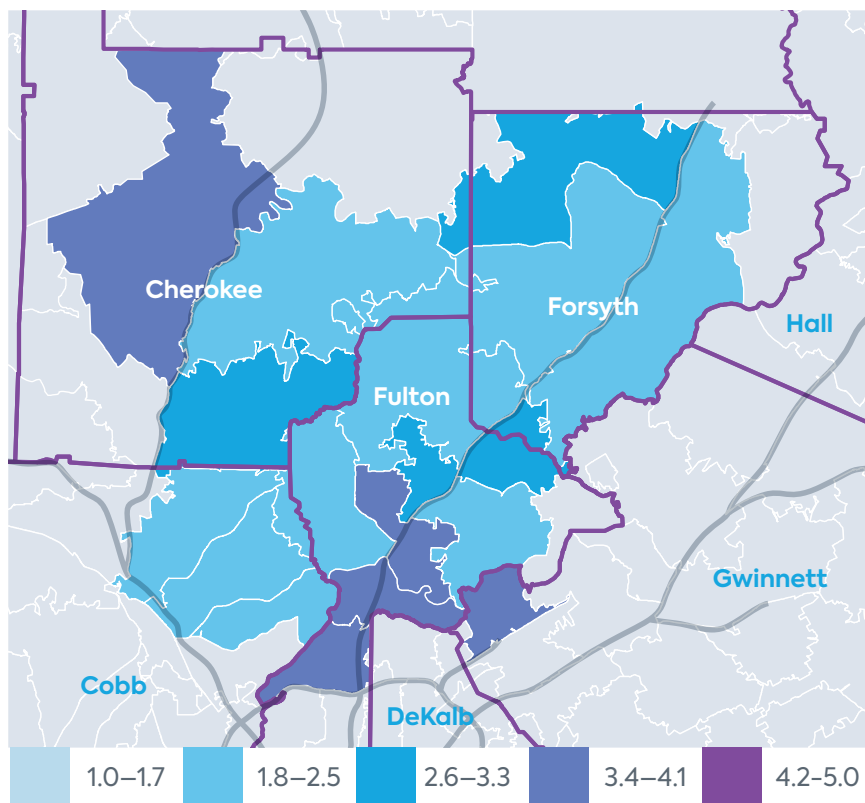 Cherokee
Forsyth
Hall
Fulton
Gwinnett
Cobb
DeKalb
1.0–1.7 1.8–2.5 2.6–3.3 3.4–4.1 4.2-5.0